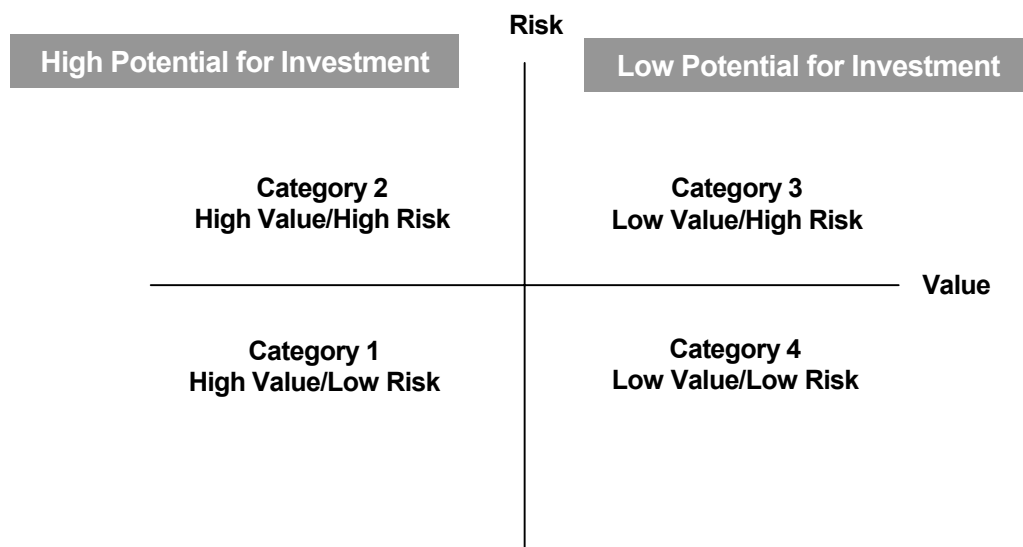 Risk
High Potential for Investment
Low Potential for Investment
Category 2
High Value/High Risk
Category 3
Low Value/High Risk
Value
Category 1
High Value/Low Risk
Category 4
Low Value/Low Risk